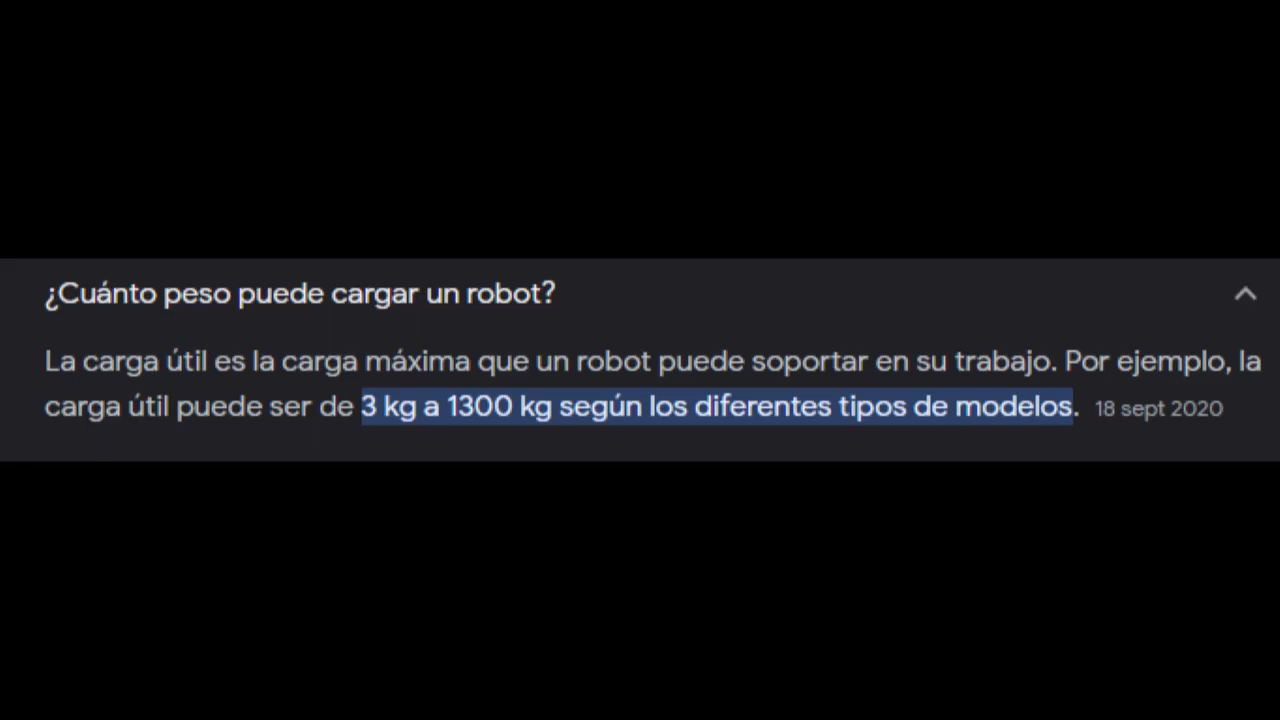 ¿Cuánto peso puede cargar un robot?
La carga útil es la carga máxima que un robot puede soportar en su trabajo. Por ejemplo, la
carga útil puede ser de 3 kg a 1300 kg según los diferentes tipos de modelos. 18 sept 2020